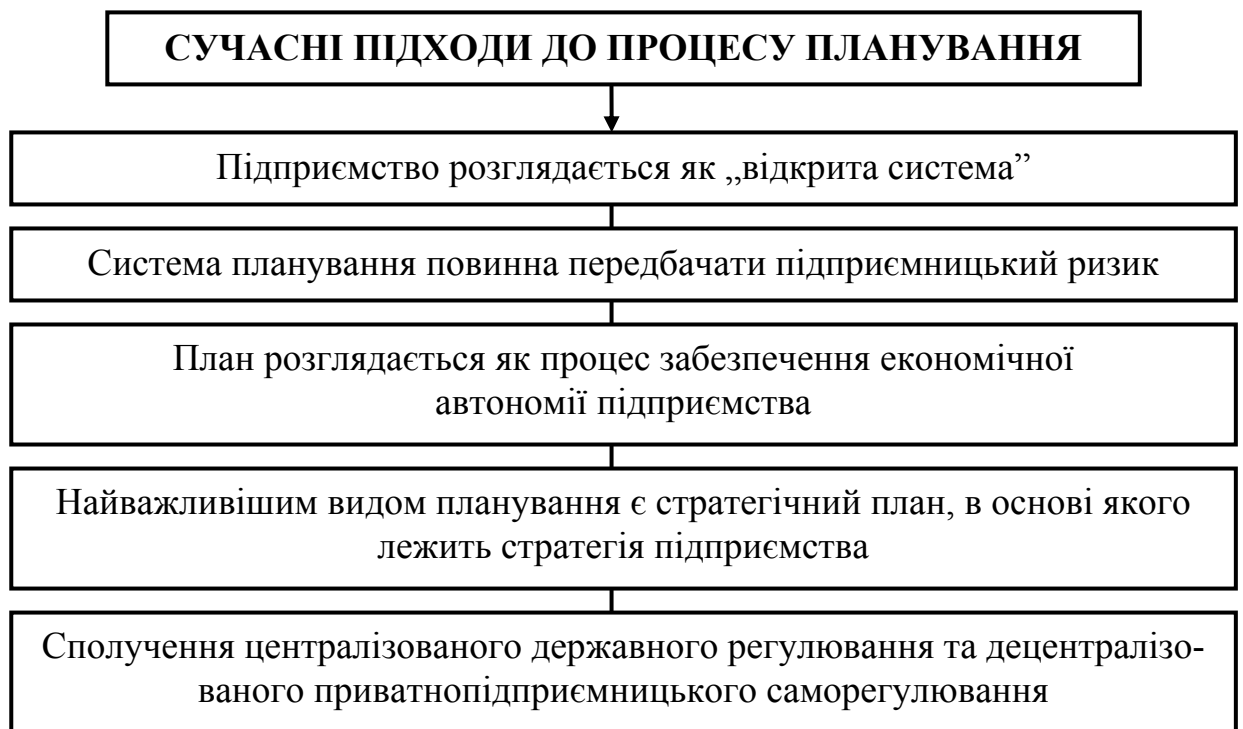 СУЧАСНІ ПІДХОДИ ДО ПРОЦЕСУ ПЛАНУВАННЯ
Підприємство розглядається як „відкрита система”
Система планування повинна передбачати підприємницький ризик
План розглядається як процес забезпечення економічної
автономії підприємства
Найважливішим видом планування є стратегічний план, в основі якого
лежить стратегія підприємства
Сполучення централізованого державного регулювання та децентралізо-
ваного приватнопідприємницького саморегулювання